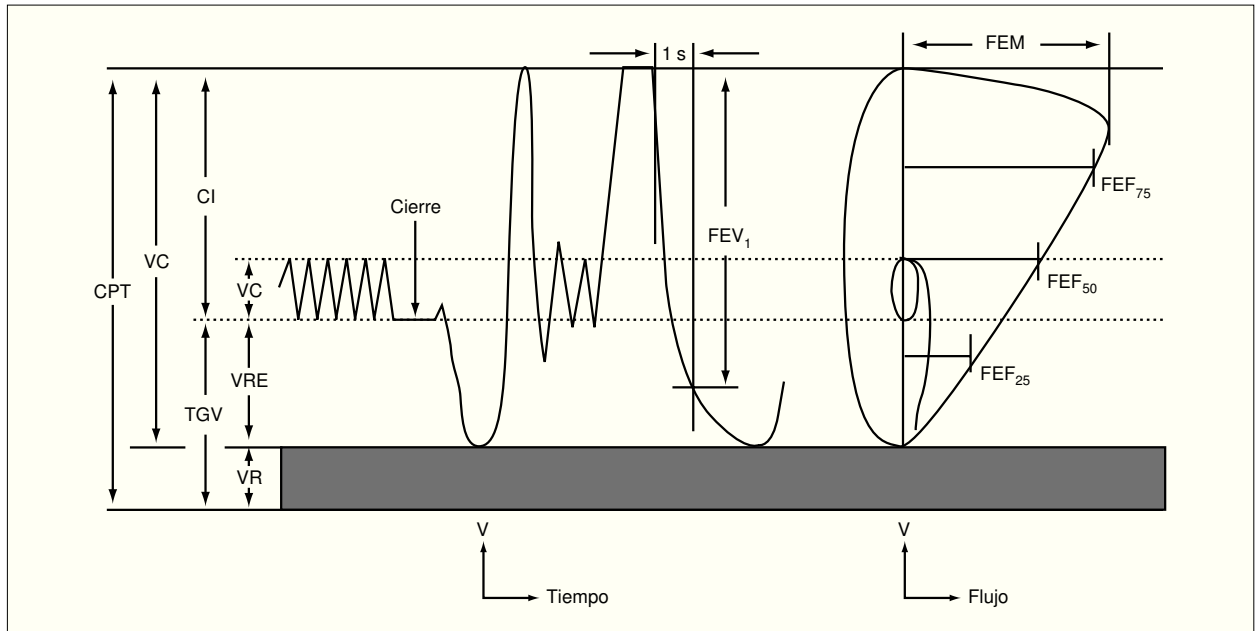 FEM
1 s
CI
Cierre
FEF75
FEV1
VC
CPT
VC
FEF50
VRE
FEF25
TGV
VR
V
V
Tiempo
Flujo